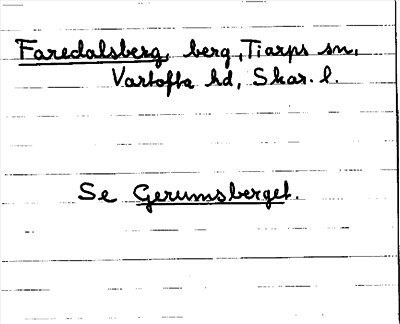 Faredalsberg, berg, Tiarps sn,
Vartofta hd, Skar. l.
Se Gerumsberget.